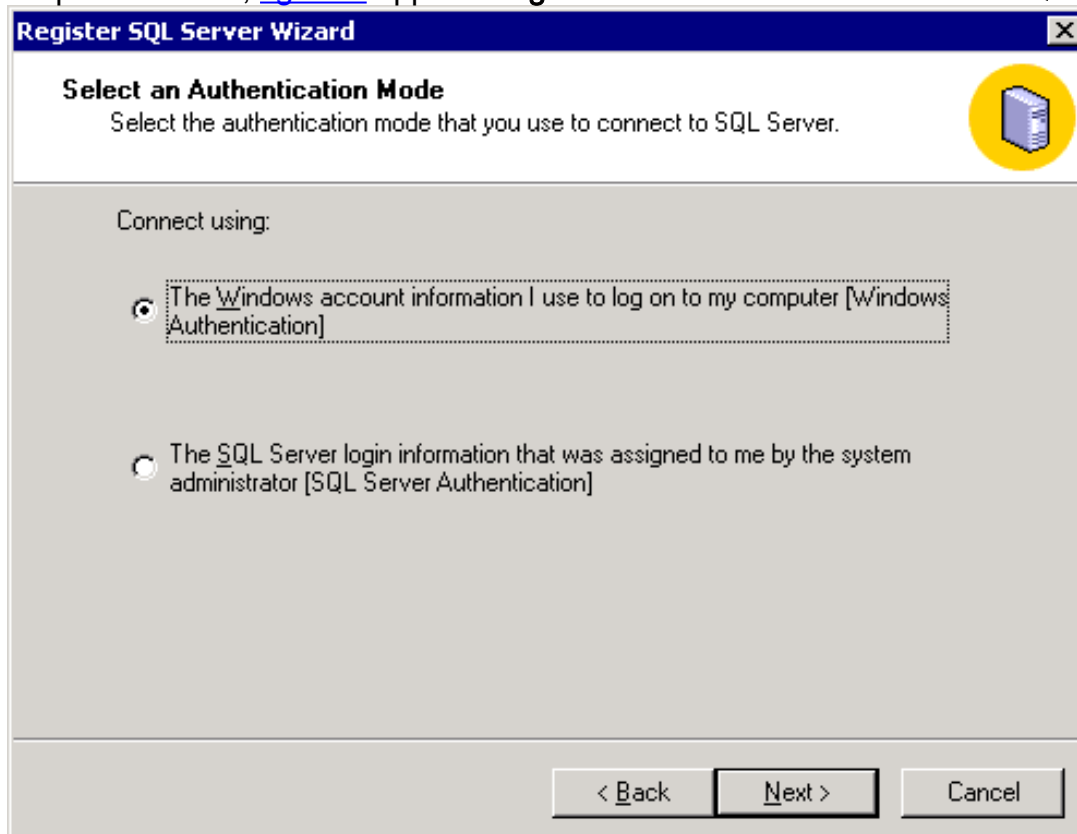 Register SQL Server Wizard
Select an Authentication Mode
Select the authentication mode that you use to connect to SQL Server.
Connect using:
The Windows account information I use to log on to my computer [Windows
Authentication]
The SQL Server login information that was assigned to me by the system
administrator [SQL Server Authentication]
< Back
Next >
Cancel